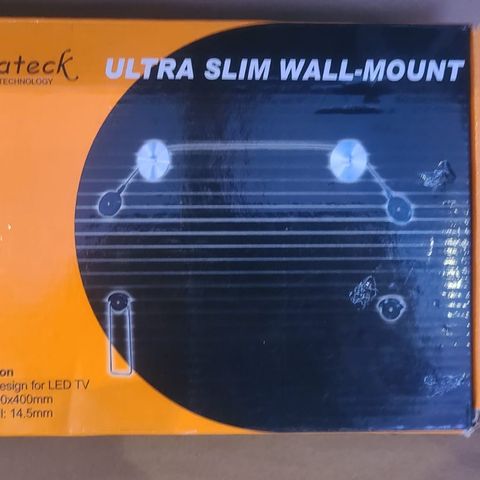 ateck
TECHNOLOGY
ULTRA SLIM WALL-MOUNT
on
esign for LED TV
0x400mm
l: 14.5mm